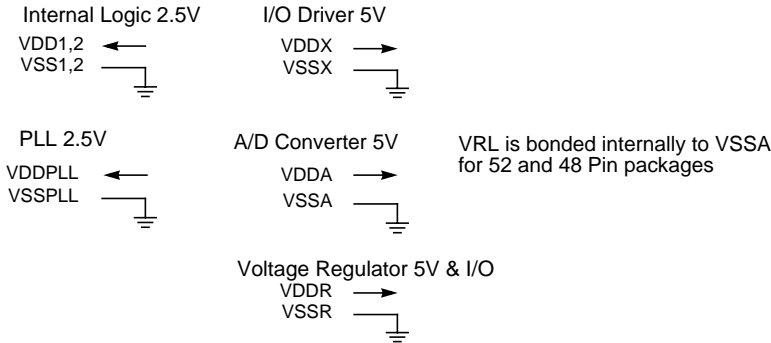 Internal Logic 2.5V
VDD1,2
VSS1,2
I/O Driver 5V
VDDX
VSSX
PLL 2.5V
VDDPLL
VSSPLL
A/D Converter 5V
VDDA
VSSA
VRL is bonded internally to VSSA
for 52 and 48 Pin packages
Voltage Regulator 5V & I/O
VDDR
VSSR